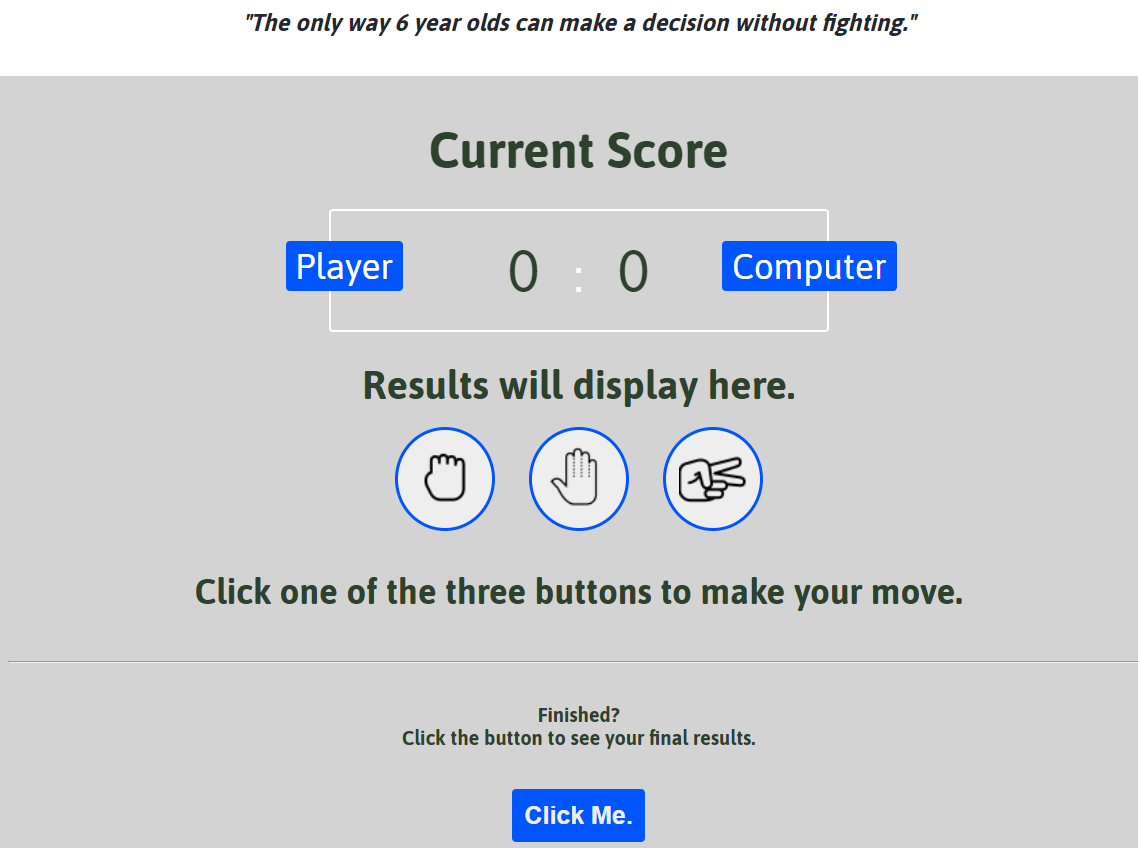 "The only way 6 year olds can make a decision without fighting."
Current Score
Player 0 : 0 Computer
Results will display here.
Click one of the three buttons to make your move.
Finished?
Click the button to see your final results.
Click Me.